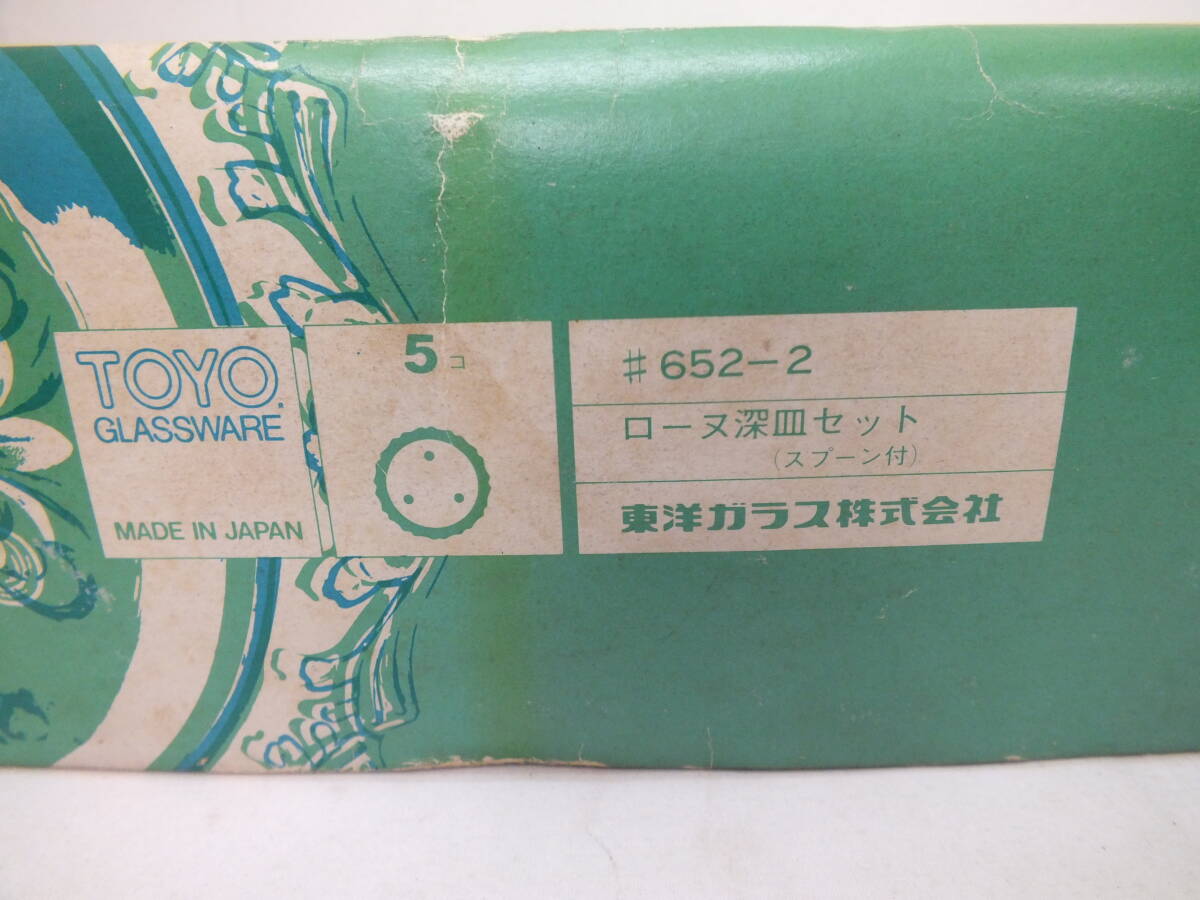 TOYO
GLASSWARE
MADE IN JAPAN
5コ
#652-2
ローヌ深皿セット
(スプーン付)
東洋ガラス株式会社